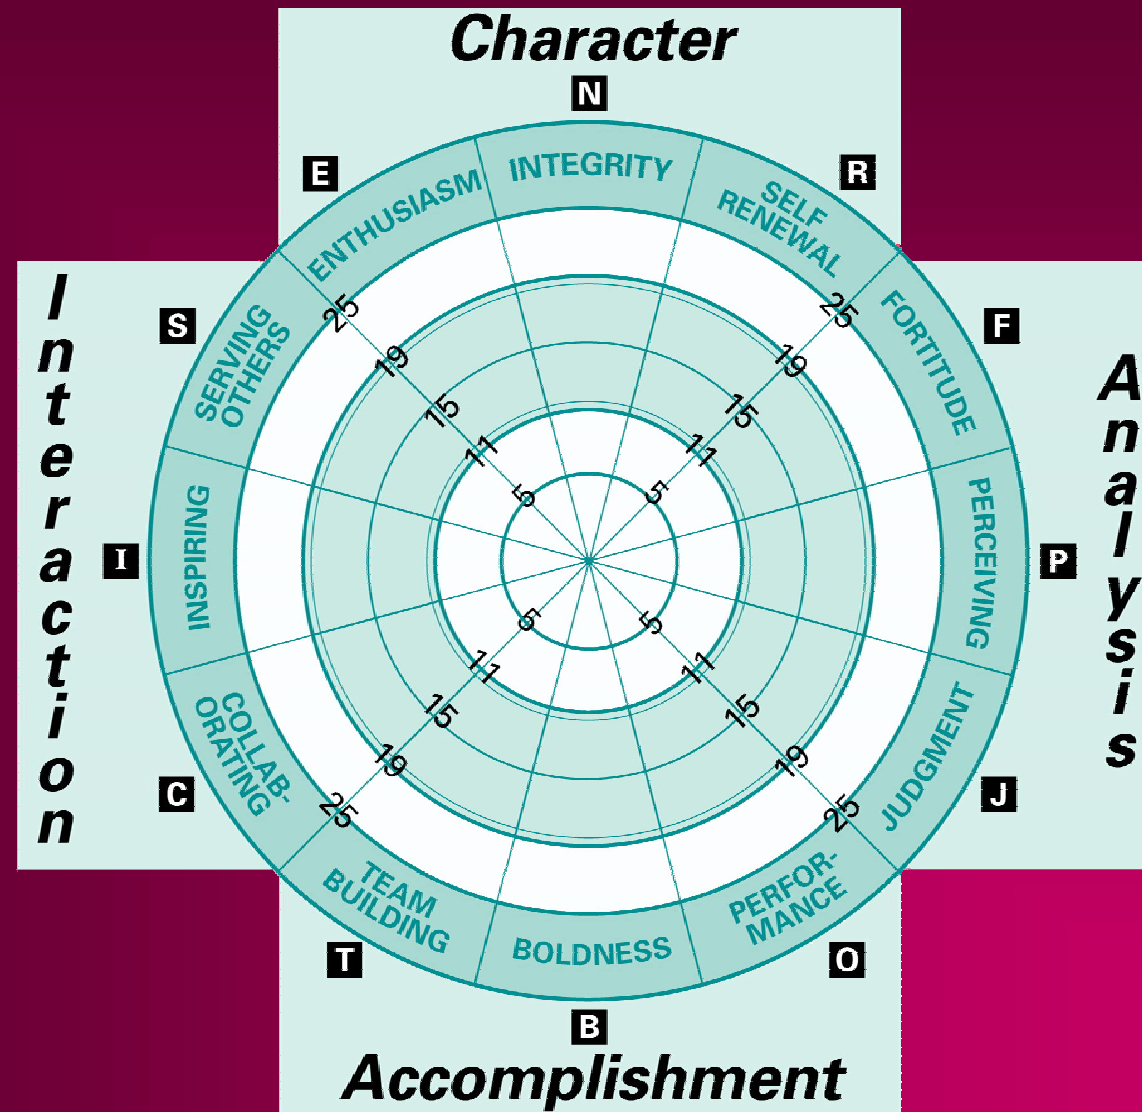 Character
N
E
R
INTEGRITY
ENTHUSIASM
SELF
RENEWAL
S
SERVING
OTHERS
FORTITUDE
F
25
25
19
19
15
15
11
11
5
5
Interaction
Analysis
I
INSPIRING
PERCEIVING
P
6
5
11
11
15
15
19
19
25
25
C
COLLAB-
ORATING
JUDGMENT
J
TEAM
BUILDING
BOLDNESS
PERFOR-
MANCE
T
O
B
Accomplishment